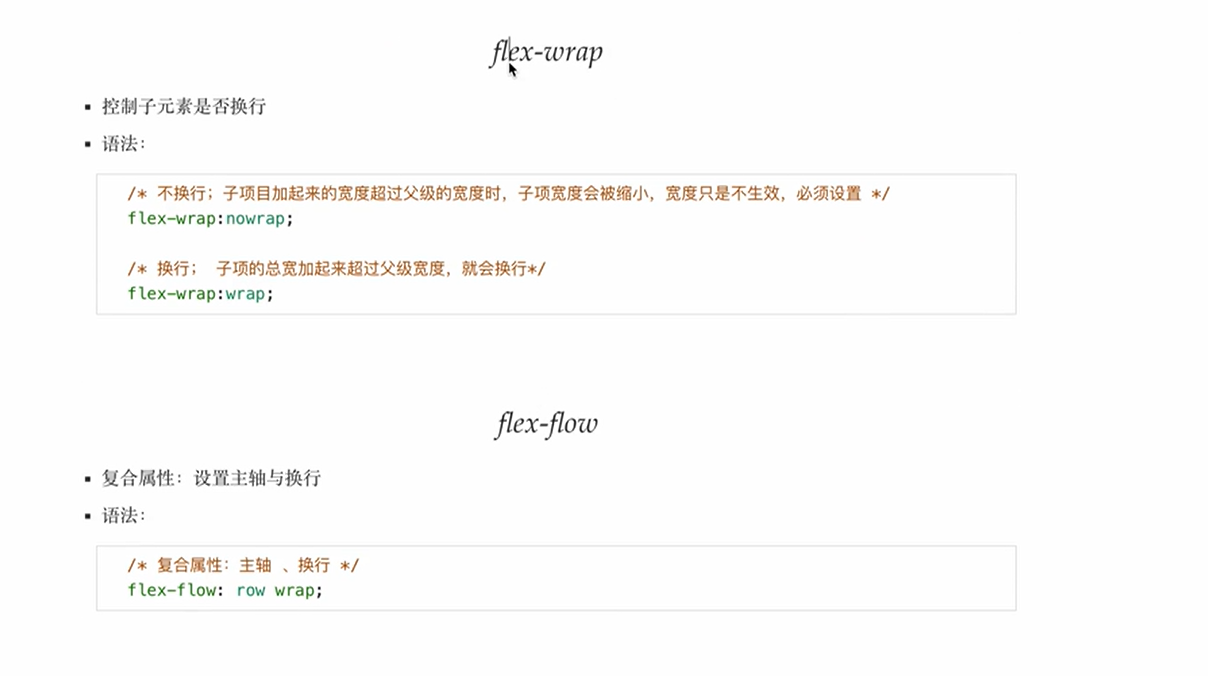 flex-wrap
▪ 控制子元素是否换行
▪ 语法：
/* 不换行；子项目加起来的宽度超过父级的宽度时，子项宽度会被缩小，宽度只是不生效，必须设置 */
flex-wrap:nowrap;
/* 换行； 子项的总宽加起来超过父级宽度，就会换行*/
flex-wrap:wrap;
flex-flow
▪ 复合属性：设置主轴与换行
▪ 语法：
/* 复合属性：主轴 、换行 */
flex-flow: row wrap;